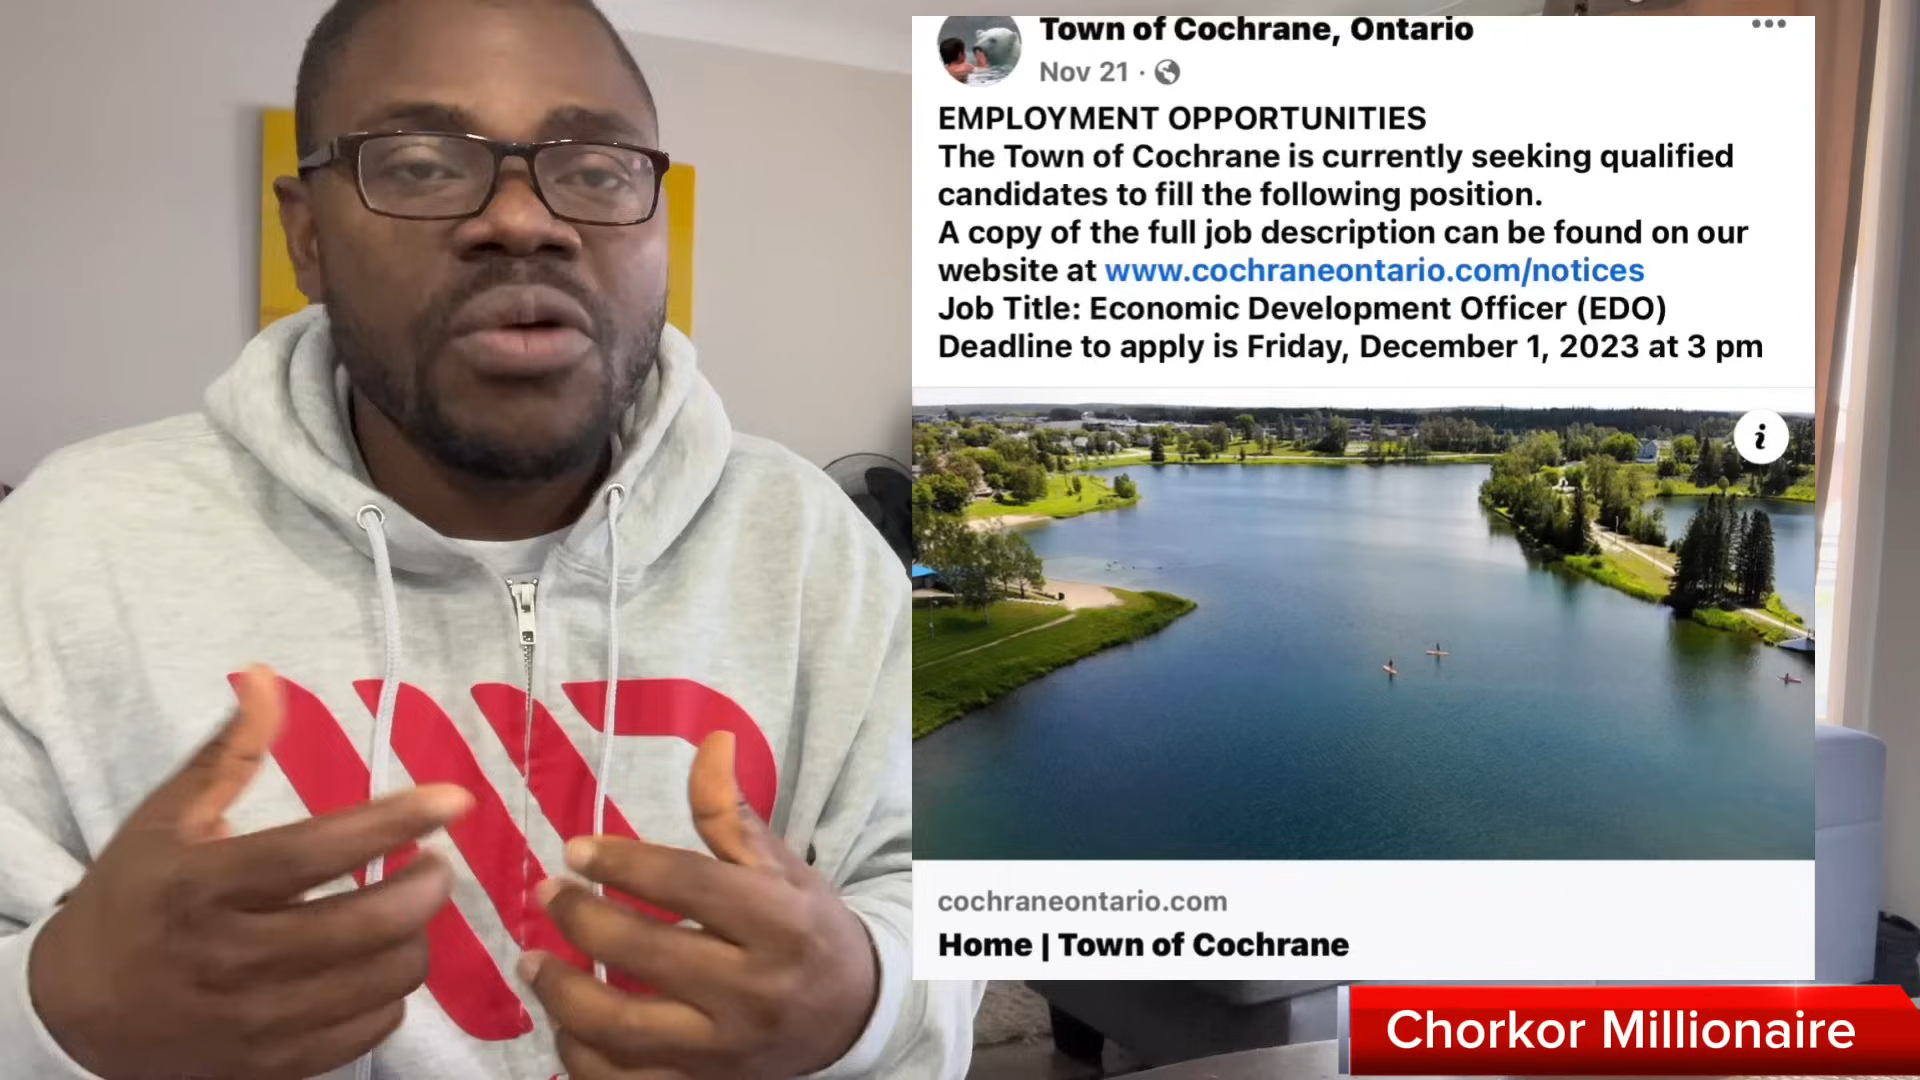 Town of Cochrane, Ontario
Nov 21 ·
EMPLOYMENT OPPORTUNITIES
The Town of Cochrane is currently seeking qualified
candidates to fill the following position.
A copy of the full job description can be found on our
website at www.cochraneontario.com/notices
Job Title: Economic Development Officer (EDO)
Deadline to apply is Friday, December 1, 2023 at 3 pm
i
cochraneontario.com
Home | Town of Cochrane
Chorkor Millionaire